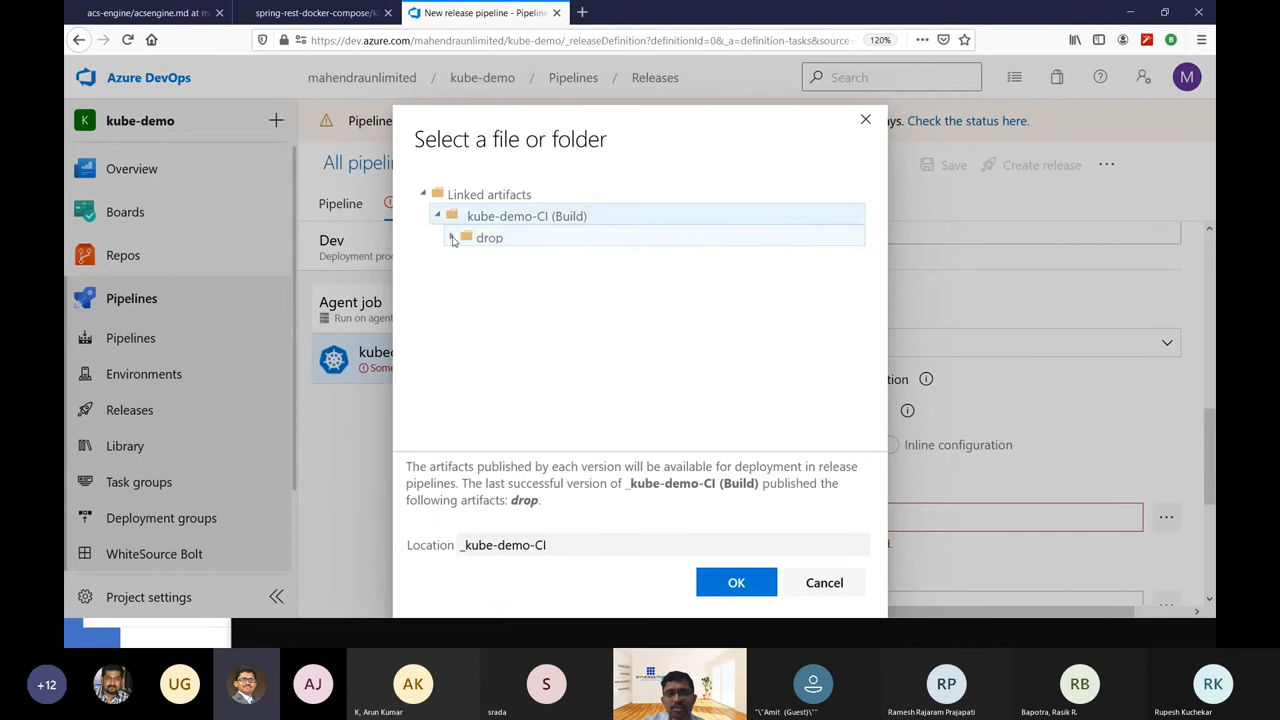 acs-engine/acsengine.md at m
spring-rest-docker-compose/k
New release pipeline - Pipelin
https://dev.azure.com/mahendraunlimited/kube-demo/_releaseDefinition?definitionId=0&_a=definition-tasks&source=
120%
Azure DevOps
mahendraunlimited / kube-demo / Pipelines / Releases
Search
M
K
kube-demo
Overview
Boards
Repos
Pipelines
Pipelines
Environments
Releases
Library
Task groups
Deployment groups
WhiteSource Bolt
Project settings
Pipeline
ys. Check the status here.
All pipelin
Save
Create release
Pipeline
Dev
Deployment proc
Agent job
Run on agent
kubec
Some
tion
Inline configuration
d.
Select a file or folder
Linked artifacts
kube-demo-CI (Build)
drop
The artifacts published by each version will be available for deployment in release
pipelines. The last successful version of _kube-demo-CI (Build) published the
following artifacts: drop.
Location _kube-demo-CI
OK
Cancel
+12
UG
AJ
AK
K, Arun Kumar
S
srada
"\"Amit (Guest)\""
RP
Ramesh Rajaram Prajapati
RB
Bapotra, Rasik R.
RK
Rupesh Kuchekar